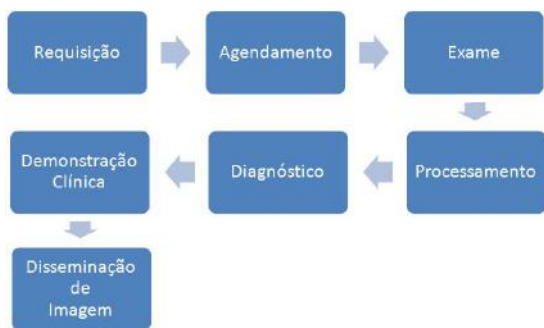 Requisição
Agendamento
Exame
Processamento
Diagnóstico
Demonstração
Clínica
Disseminação
de
Imagem